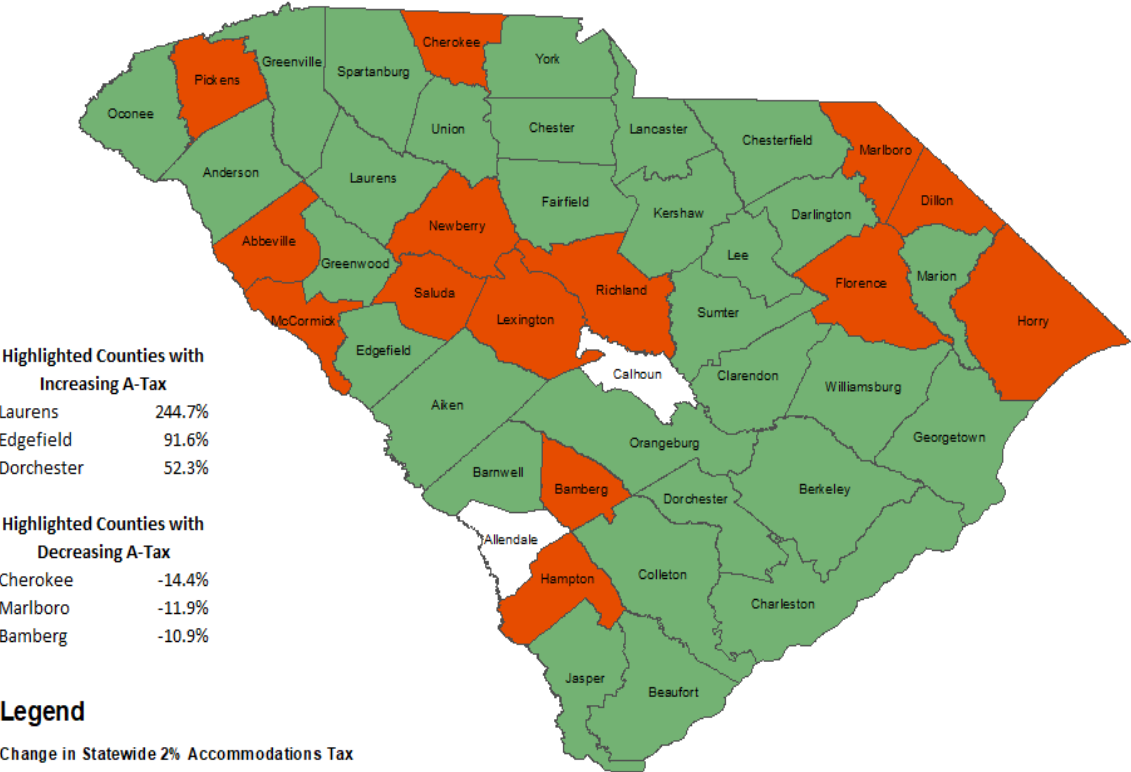 Cherokee
York
Greenville
Spartanburg
Pickens
Oconee
Union
Chester
Lancaster
Chesterfield
Marlboro
Anderson
Laurens
Fairfield
Kershaw
Darlington
Dillon
Newberry
Abbeville
Greenwood
Lee
Marion
Saluda
Richland
Florence
McCormick
Lexington
Sumter
Horry
Edgefield
Calhoun
Clarendon
Williamsburg
Aiken
Orangeburg
Georgetown
Barnwell
Bamberg
Dorchester
Berkeley
Allendale
Hampton
Colleton
Charleston
Jasper
Beaufort
Highlighted Counties with
Increasing A-Tax
Laurens 244.7%
Edgefield 91.6%
Dorchester 52.3%
Highlighted Counties with
Decreasing A-Tax
Cherokee -14.4%
Marlboro -11.9%
Bamberg -10.9%
Legend
Change in Statewide 2% Accommodations Tax